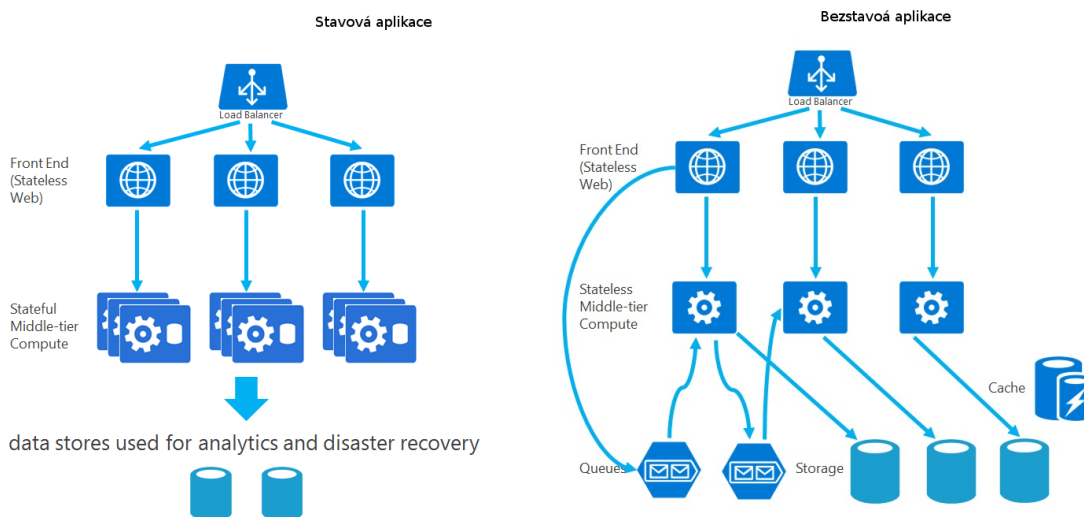 Stavová aplikace
Load Balancer
Front End
(Stateless
Web)
Stateful
Middle-tier
Compute
data stores used for analytics and disaster recovery
Bezstavoá aplikace
Load Balancer
Front End
(Stateless
Web)
Stateless
Middle-tier
Compute
Cache
Queues
Storage